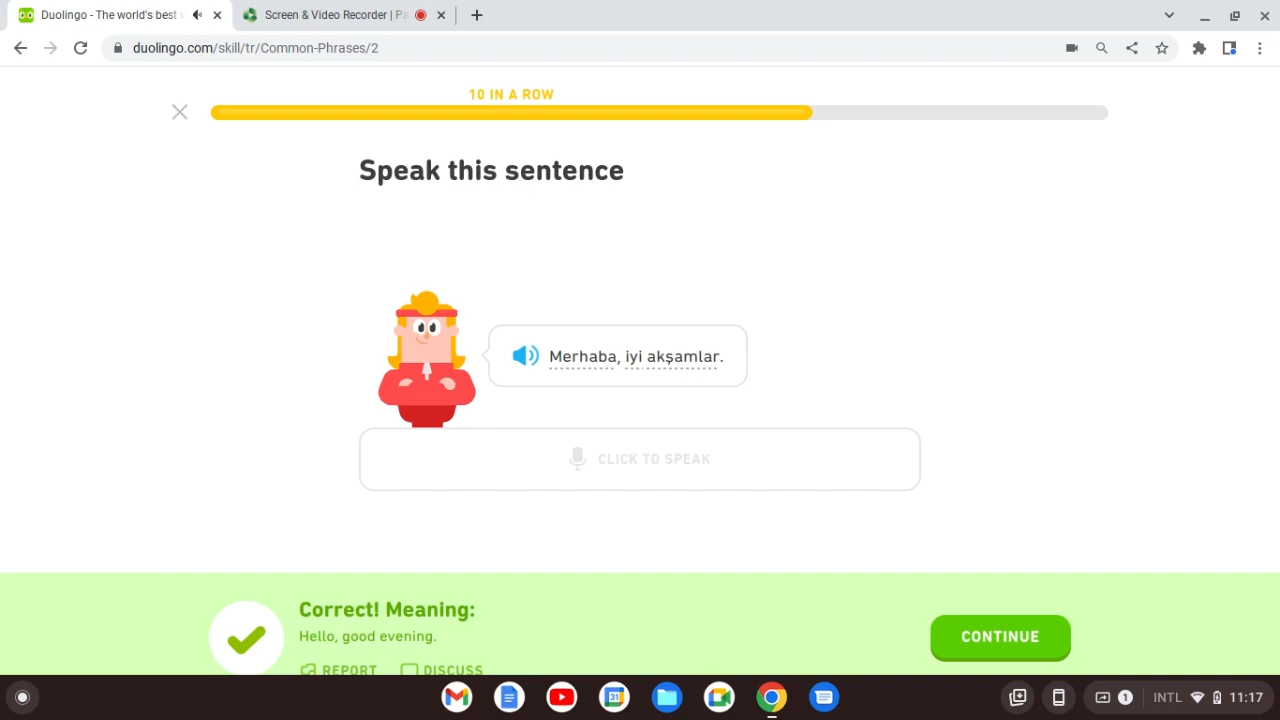 Duolingo - The world's best
Screen & Video Recorder | P
duolingo.com/skill/tr/Common-Phrases/2
10 IN A ROW
Speak this sentence
Merhaba, iyi akşamlar.
CLICK TO SPEAK
Correct! Meaning:
Hello, good evening.
CONTINUE
REPORT DISCUSS
31
1 INTL 11:17